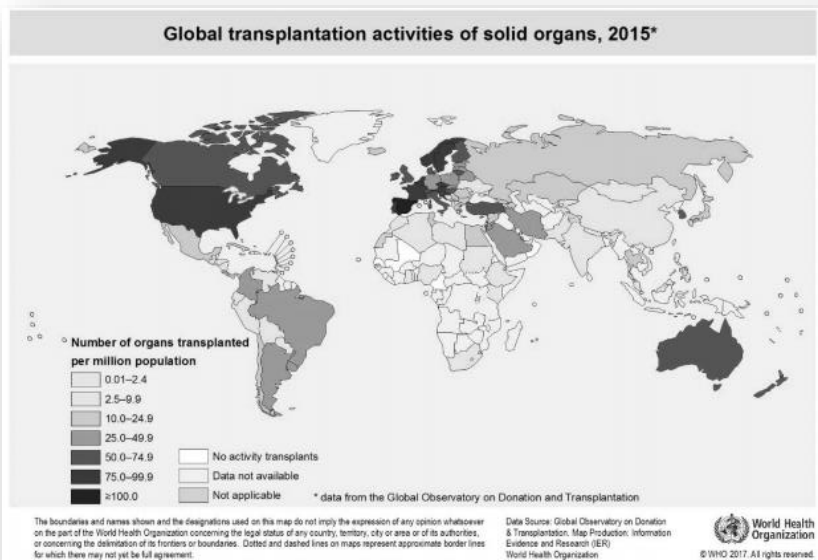 Global transplantation activities of solid organs, 2015*
Number of organs transplanted
per million population
0.01–2.4
2.5–9.9
10.0–24.9
25.0–49.9
50.0–74.9
75.0–99.9
≥100.0
No activity transplants
Data not available
Not applicable
* data from the Global Observatory on Donation and Transplantation
The boundaries and names shown and the designations used on this map do not imply the expression of any opinion whatsoever
on the part of the World Health Organization concerning the legal status of any country, territory, city or area or of its authorities,
or concerning the delimitation of its frontiers or boundaries. Dotted and dashed lines on maps represent approximate border lines
for which there may not yet be full agreement.
Data Source: Global Observatory on Donation
& Transplantation. Map Production: Information
Evidence and Research (IER)
World Health Organization
World Health
Organization
© WHO 2017. All rights reserved.